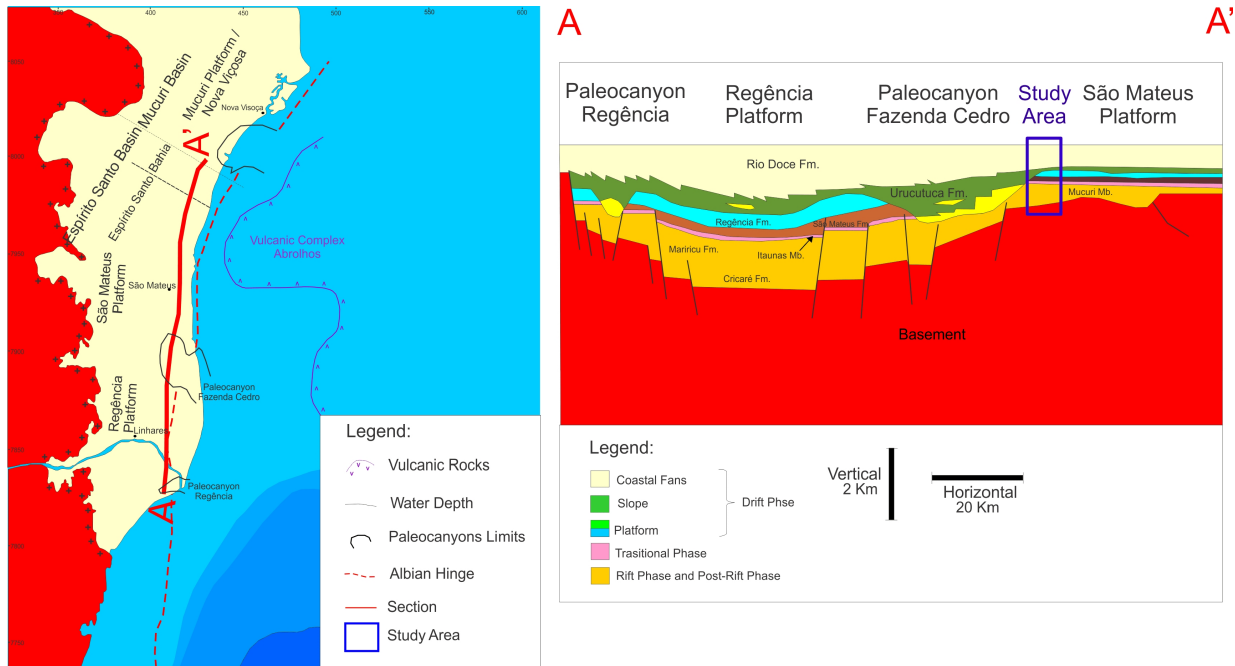 400
450
500
550
600
Mucuri Basin
Mucuri Platform /
Nova Viçosa
Nova Visoça
Espírito Santo Basin
Espírito Santo
Bahia
A'
Vulcanic Complex
Abrolhos
São Mateus
Platform
São Mateus
Paleocanyon
Fazenda Cedro
Regência
Platform
Linhares
Paleocanyon
Regência
A
Legend:
Vulcanic Rocks
Water Depth
Paleocanyons Limits
Albian Hinge
Section
Study Area
A
A'
Paleocanyon
Regência
Regência
Platform
Paleocanyon
Fazenda Cedro
Study
Area
São Mateus
Platform
Rio Doce Fm.
Urucutuca Fm.
Mucuri Mb.
Regência Fm.
São Mateus Fm.
Mariricu Fm.
Itaunas Mb.
Cricaré Fm.
Basement
Legend:
Coastal Fans
Slope
Platform
Drift Phse
Trasitional Phase
Rift Phase and Post-Rift Phase
Vertical
2 Km
Horizontal
20 Km